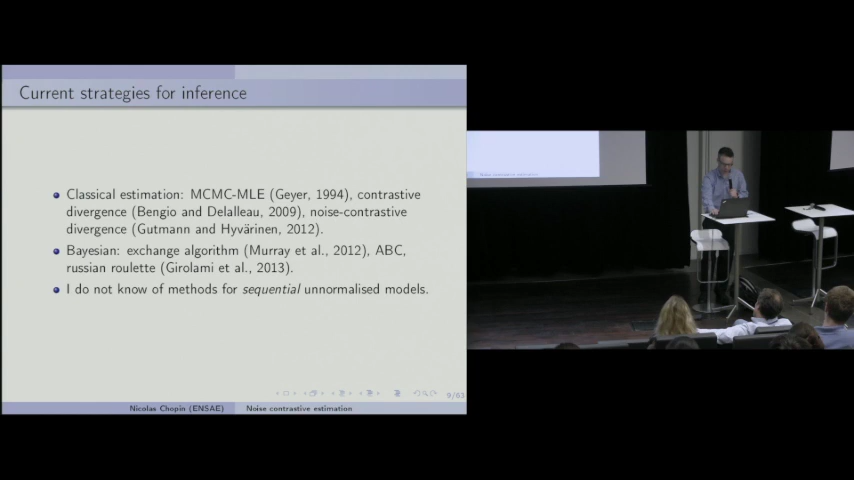 Current strategies for inference
Classical estimation: MCMC-MLE (Geyer, 1994), contrastive
divergence (Bengio and Delalleau, 2009), noise-contrastive
divergence (Gutmann and Hyvärinen, 2012).
Bayesian: exchange algorithm (Murray et al., 2012), ABC,
russian roulette (Girolami et al., 2013).
I do not know of methods for sequential unnormalised models.
9/63
Nicolas Chopin (ENSAE) Noise contrastive estimation